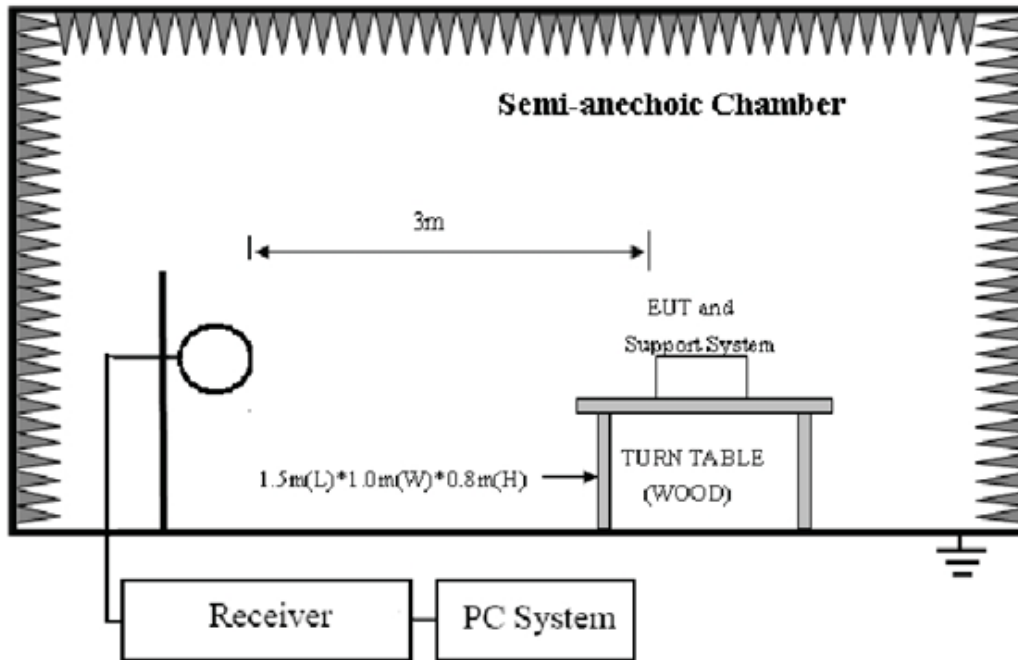 Semi-anechoic Chamber
3m
EUT and
Support System
1.5m(L)*1.0m(W)*0.8m(H)
TURN TABLE
(WOOD)
Receiver
PC System